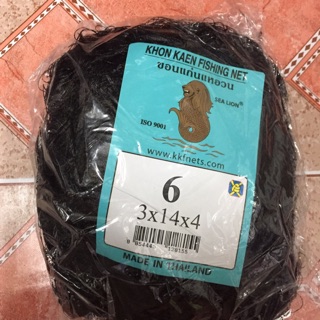 KHON KAEN FISHING NET
ขอนแก่นแหอวน
SEA LION®
ISO 9001
www.kkfnets.com
6
3x14x4
MADE IN THAILAND